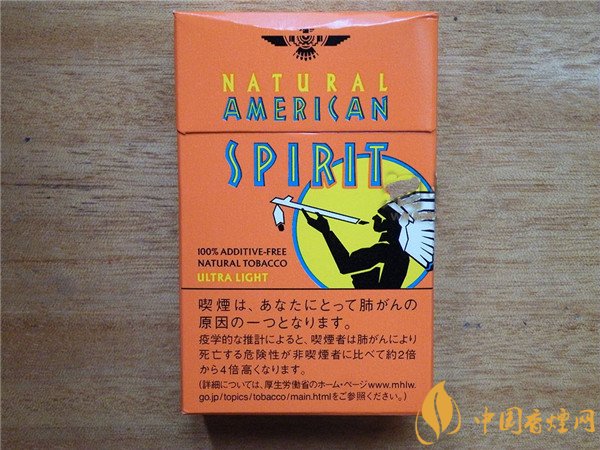 NATURAL
AMERICAN
SPIRIT
100% ADDITIVE-FREE
NATURAL TOBACCO
ULTRA LIGHT
喫煙は、あなたにとって肺がんの
原因の一つとなります。
疫学的な推計によると、喫煙者は肺がんにより
死亡する危険性が非喫煙者に比べて約2倍
から4倍高くなります。
(詳細については、厚生労働省のホーム・ページwww.mhlw.
go.jp/topics/tobacco/main.htmlをご参照ください。)
中国香烟网